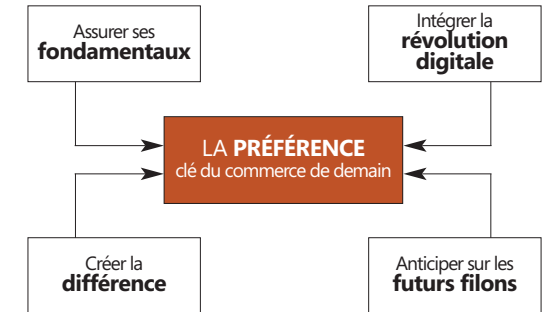 Assurer ses
fondamentaux
Intégrer la
révolution
digitale
LA PRÉFÉRENCE
clé du commerce de demain
Créer la
différence
Anticiper sur les
futurs filons